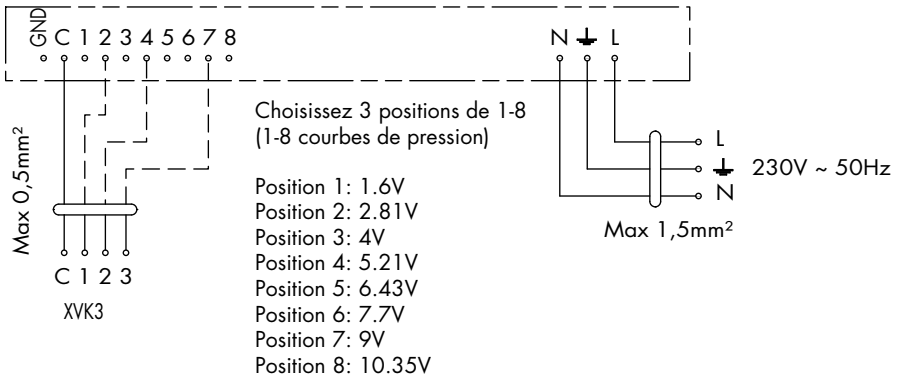 GND C 1 2 3 4 5 6 7 8
N ⏚ L
Choisissez 3 positions de 1-8
(1-8 courbes de pression)
Position 1: 1.6V
Position 2: 2.81V
Position 3: 4V
Position 4: 5.21V
Position 5: 6.43V
Position 6: 7.7V
Position 7: 9V
Position 8: 10.35V
Max 0,5mm²
C 1 2 3
XVK3
L
⏚ 230V ~ 50Hz
N
Max 1,5mm²